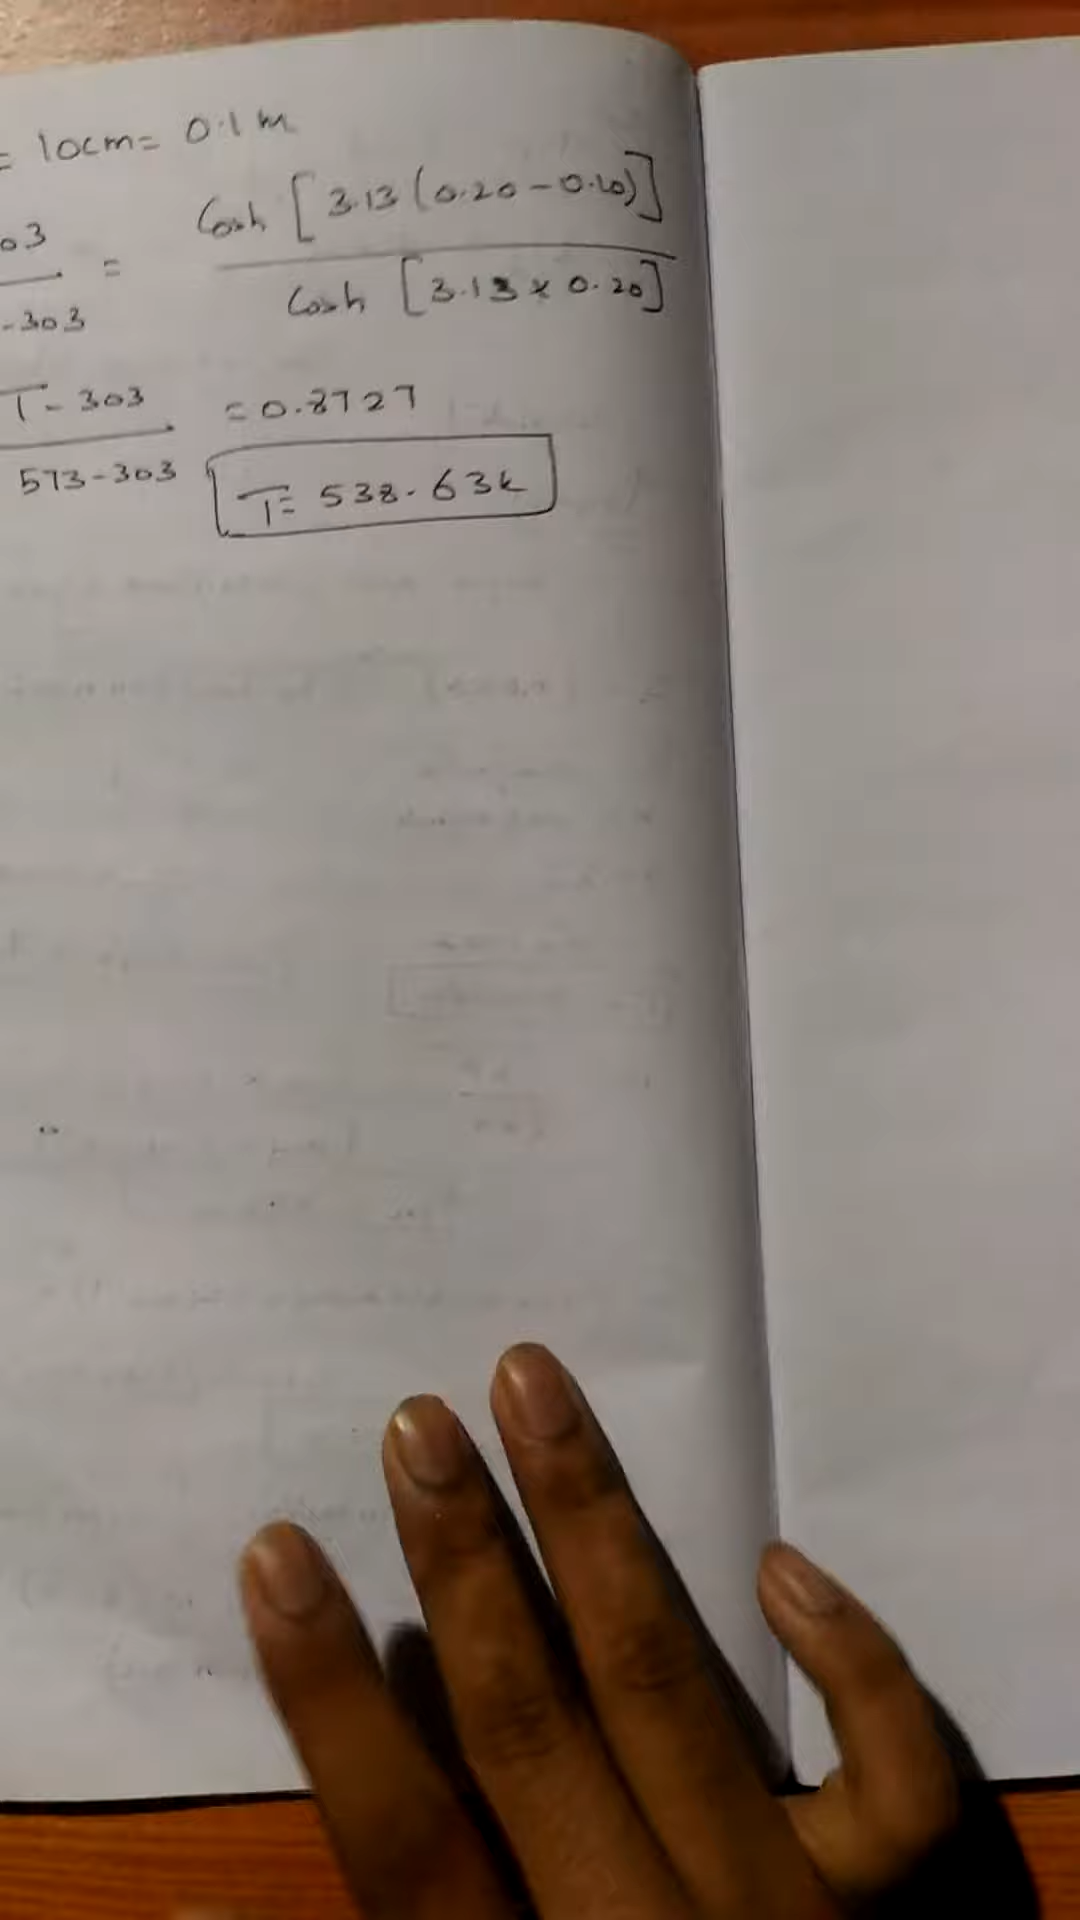 = 10cm = 0.1m
03 / -303 = Cosh [3.13 (0.20 - 0.10)] / Cosh [3.13 x 0.20]
T - 303 / 573-303 = 0.8727
T = 538.63k